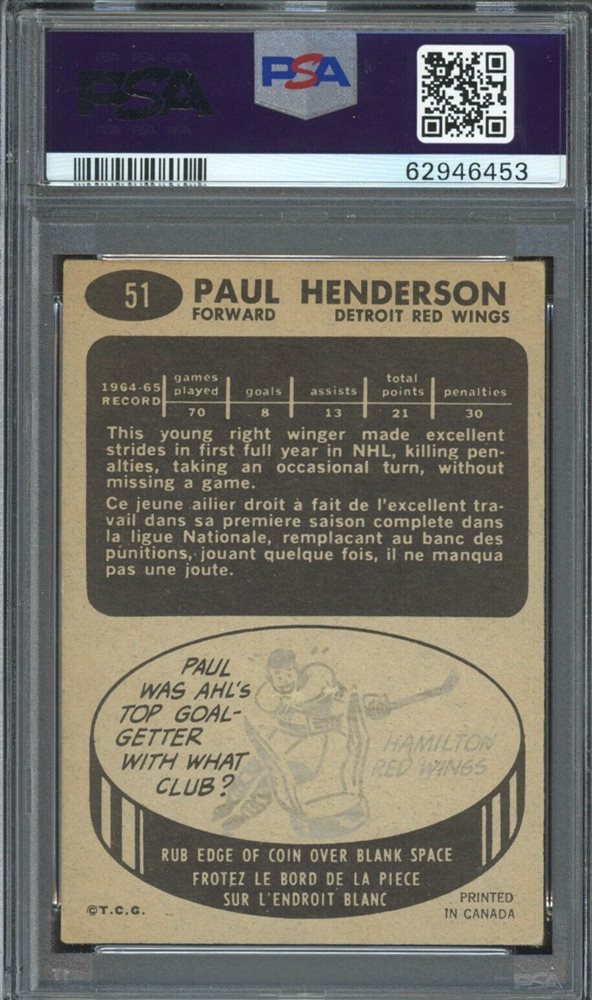 PSA
PSA
62946453
51 PAUL HENDERSON
FORWARD DETROIT RED WINGS
1964-65 RECORD games played goals assists total points penalties
70 8 13 21 30
This young right winger made excellent
strides in first full year in NHL, killing pen-
alties, taking an occasional turn, without
missing a game.
Ce jeune ailier droit à fait de l'excellent tra-
vail dans sa premiere saison complete dans
la ligue Nationale, remplacant au banc des
punitions, jouant quelque fois, il ne manqua
pas une joute.
PAUL
WAS AHL'S
TOP GOAL-
GETTER
WITH WHAT
CLUB?
HAMILTON
RED WINGS
RUB EDGE OF COIN OVER BLANK SPACE
FROTEZ LE BORD DE LA PIECE
SUR L'ENDROIT BLANC
©T.C.G.
PRINTED
IN CANADA
PSA